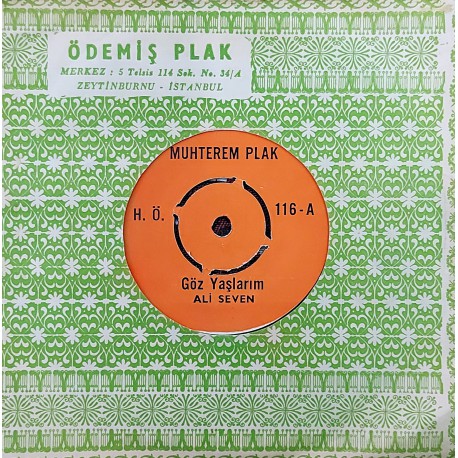 ÖDEMİŞ PLAK
MERKEZ : 5 Telsiz 114 Sok. No. 34/A
ZEYTİNBURNU - İSTANBUL
MUHTEREM PLAK
H. Ö. 116-A
Göz Yaşlarım
ALİ SEVEN